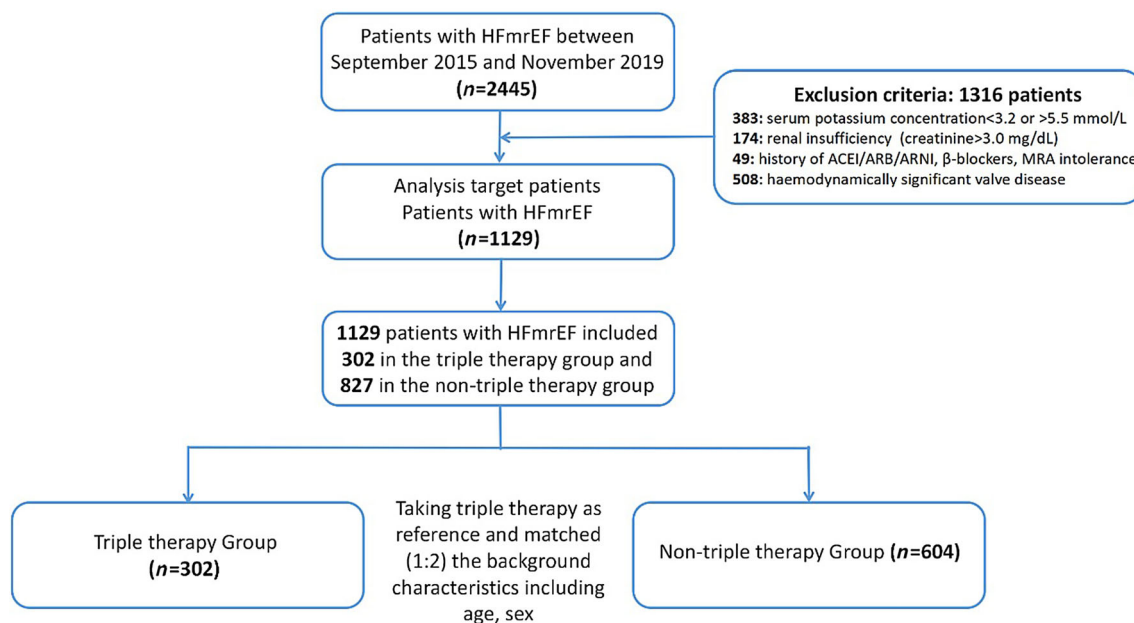 Patients with HFmrEF between
September 2015 and November 2019
(n=2445)
Exclusion criteria: 1316 patients
383: serum potassium concentration<3.2 or >5.5 mmol/L
174: renal insufficiency (creatinine>3.0 mg/dL)
49: history of ACEI/ARB/ARNI, β-blockers, MRA intolerance
508: haemodynamically significant valve disease
Analysis target patients
Patients with HFmrEF
(n=1129)
1129 patients with HFmrEF included
302 in the triple therapy group and
827 in the non-triple therapy group
Triple therapy Group
(n=302)
Taking triple therapy as
reference and matched
(1:2) the background
characteristics including
age, sex
Non-triple therapy Group (n=604)